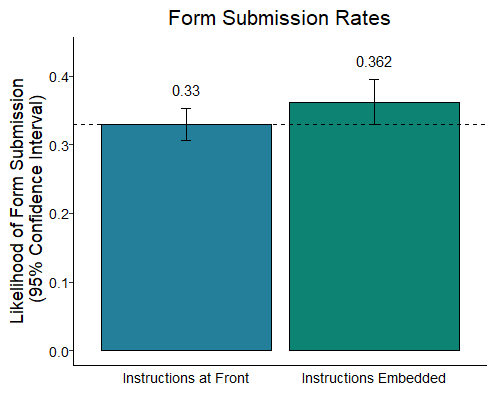 Form Submission Rates
Likelihood of Form Submission
(95% Confidence Interval)
0.4
0.3
0.2
0.1
0.0
0.33
0.362
Instructions at Front
Instructions Embedded